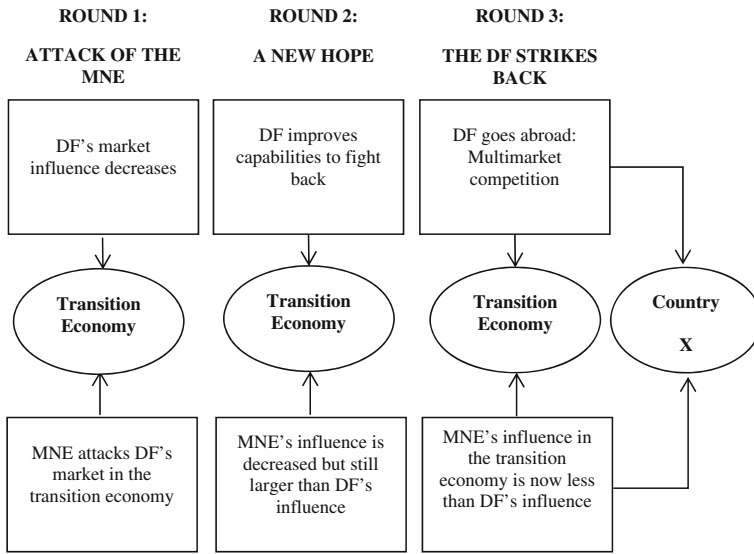 ROUND 1:
ATTACK OF THE
MNE
DF's market
influence decreases
Transition
Economy
MNE attacks DF's
market in the
transition economy
ROUND 2:
A NEW HOPE
DF improves
capabilities to fight
back
Transition
Economy
MNE's influence is
decreased but still
larger than DF's
influence
ROUND 3:
THE DF STRIKES
BACK
DF goes abroad:
Multimarket
competition
Transition
Economy
MNE's influence in
the transition
economy is now less
than DF's influence
Country
X